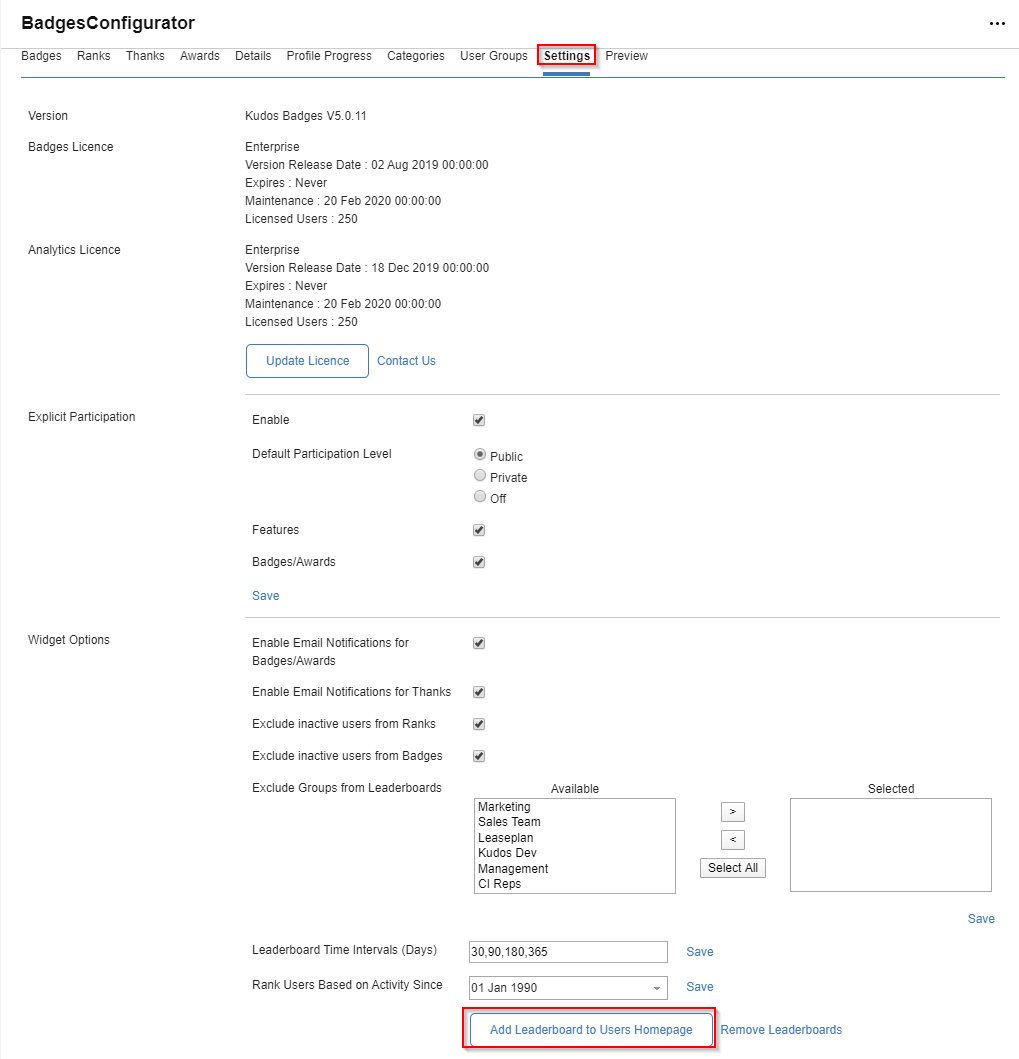 BadgesConfigurator
Badges Ranks Thanks Awards Details Profile Progress Categories User Groups Settings Preview
Version Kudos Badges V5.0.11
Badges Licence Enterprise
Version Release Date : 02 Aug 2019 00:00:00
Expires : Never
Maintenance : 20 Feb 2020 00:00:00
Licensed Users : 250
Analytics Licence Enterprise
Version Release Date : 18 Dec 2019 00:00:00
Expires : Never
Maintenance : 20 Feb 2020 00:00:00
Licensed Users : 250
Update Licence Contact Us
Explicit Participation Enable
Default Participation Level Public
Private
Off
Features
Badges/Awards
Save
Widget Options Enable Email Notifications for
Badges/Awards
Enable Email Notifications for Thanks
Exclude inactive users from Ranks
Exclude inactive users from Badges
Exclude Groups from Leaderboards Available Selected
Marketing
Sales Team
Leaseplan
Kudos Dev
Management
CI Reps
>
<
Select All
Save
Leaderboard Time Intervals (Days) 30,90,180,365 Save
Rank Users Based on Activity Since 01 Jan 1990 Save
Add Leaderboard to Users Homepage Remove Leaderboards